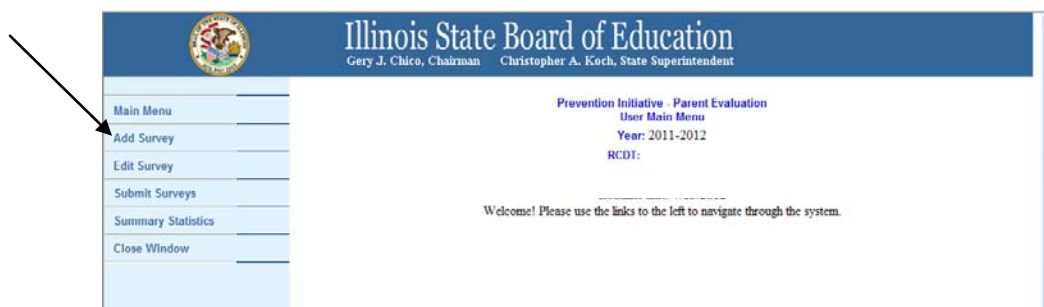 Illinois State Board of Education
Gery J. Chico, Chairman Christopher A. Koch, State Superintendent
Main Menu
Add Survey
Edit Survey
Submit Surveys
Summary Statistics
Close Window
Prevention Initiative - Parent Evaluation
User Main Menu
Year: 2011-2012
RCDT:
Welcome! Please use the links to the left to navigate through the system.